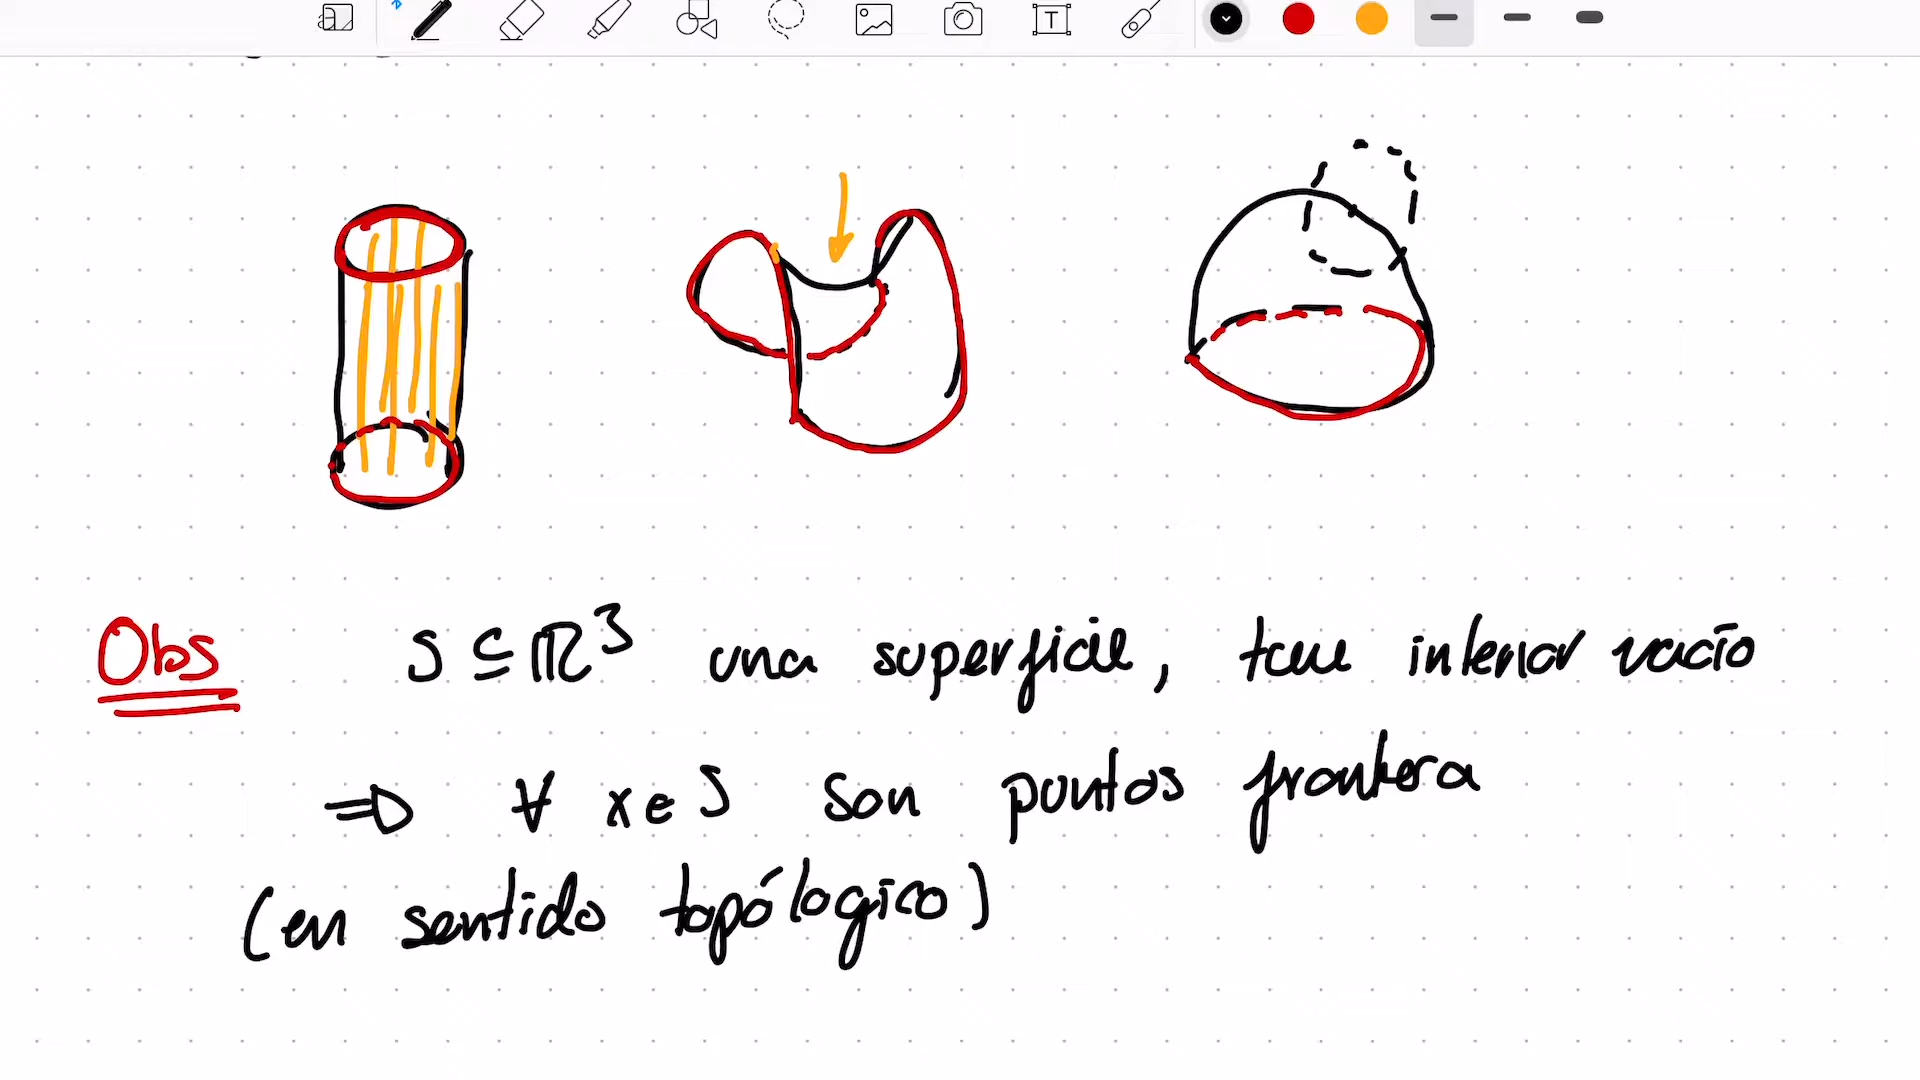 Obs S ⊆ ℝ³ una superficie, tiene interior vacío
⇒ ∀ x ∈ S son puntos frontera
(en sentido topólogico)